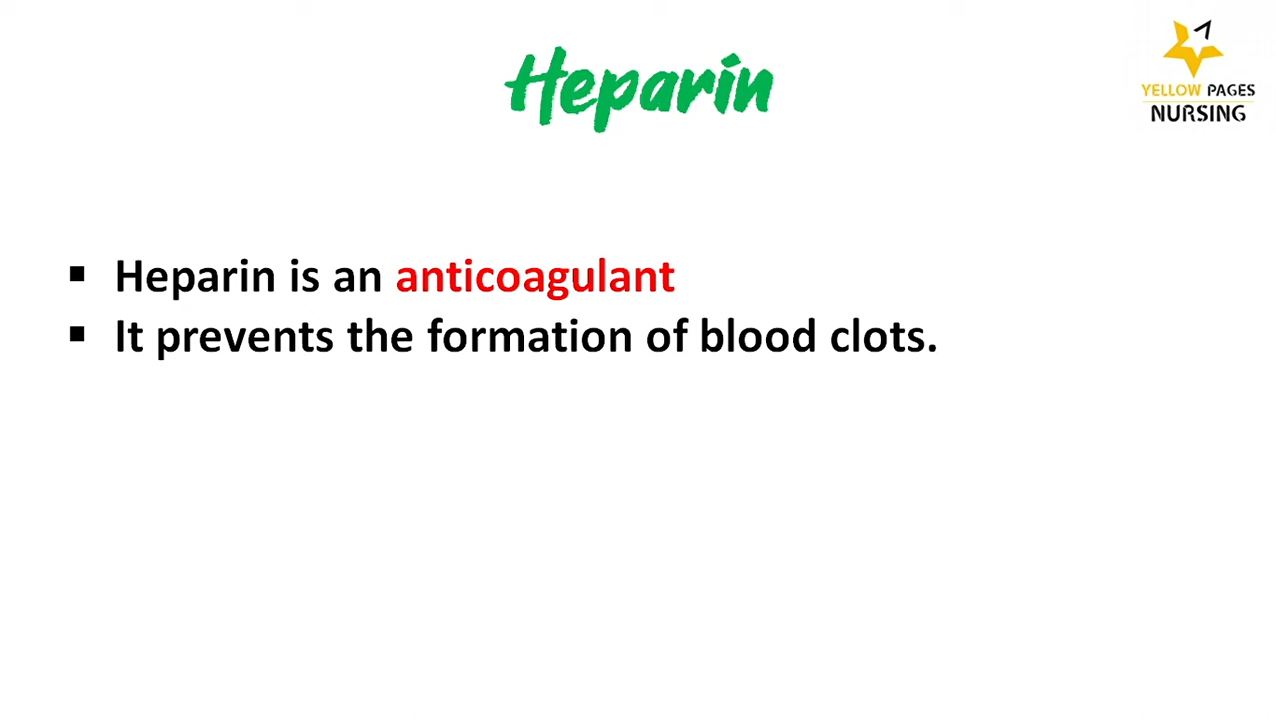 Heparin
YELLOW PAGES
NURSING
▪ Heparin is an anticoagulant
▪ It prevents the formation of blood clots.